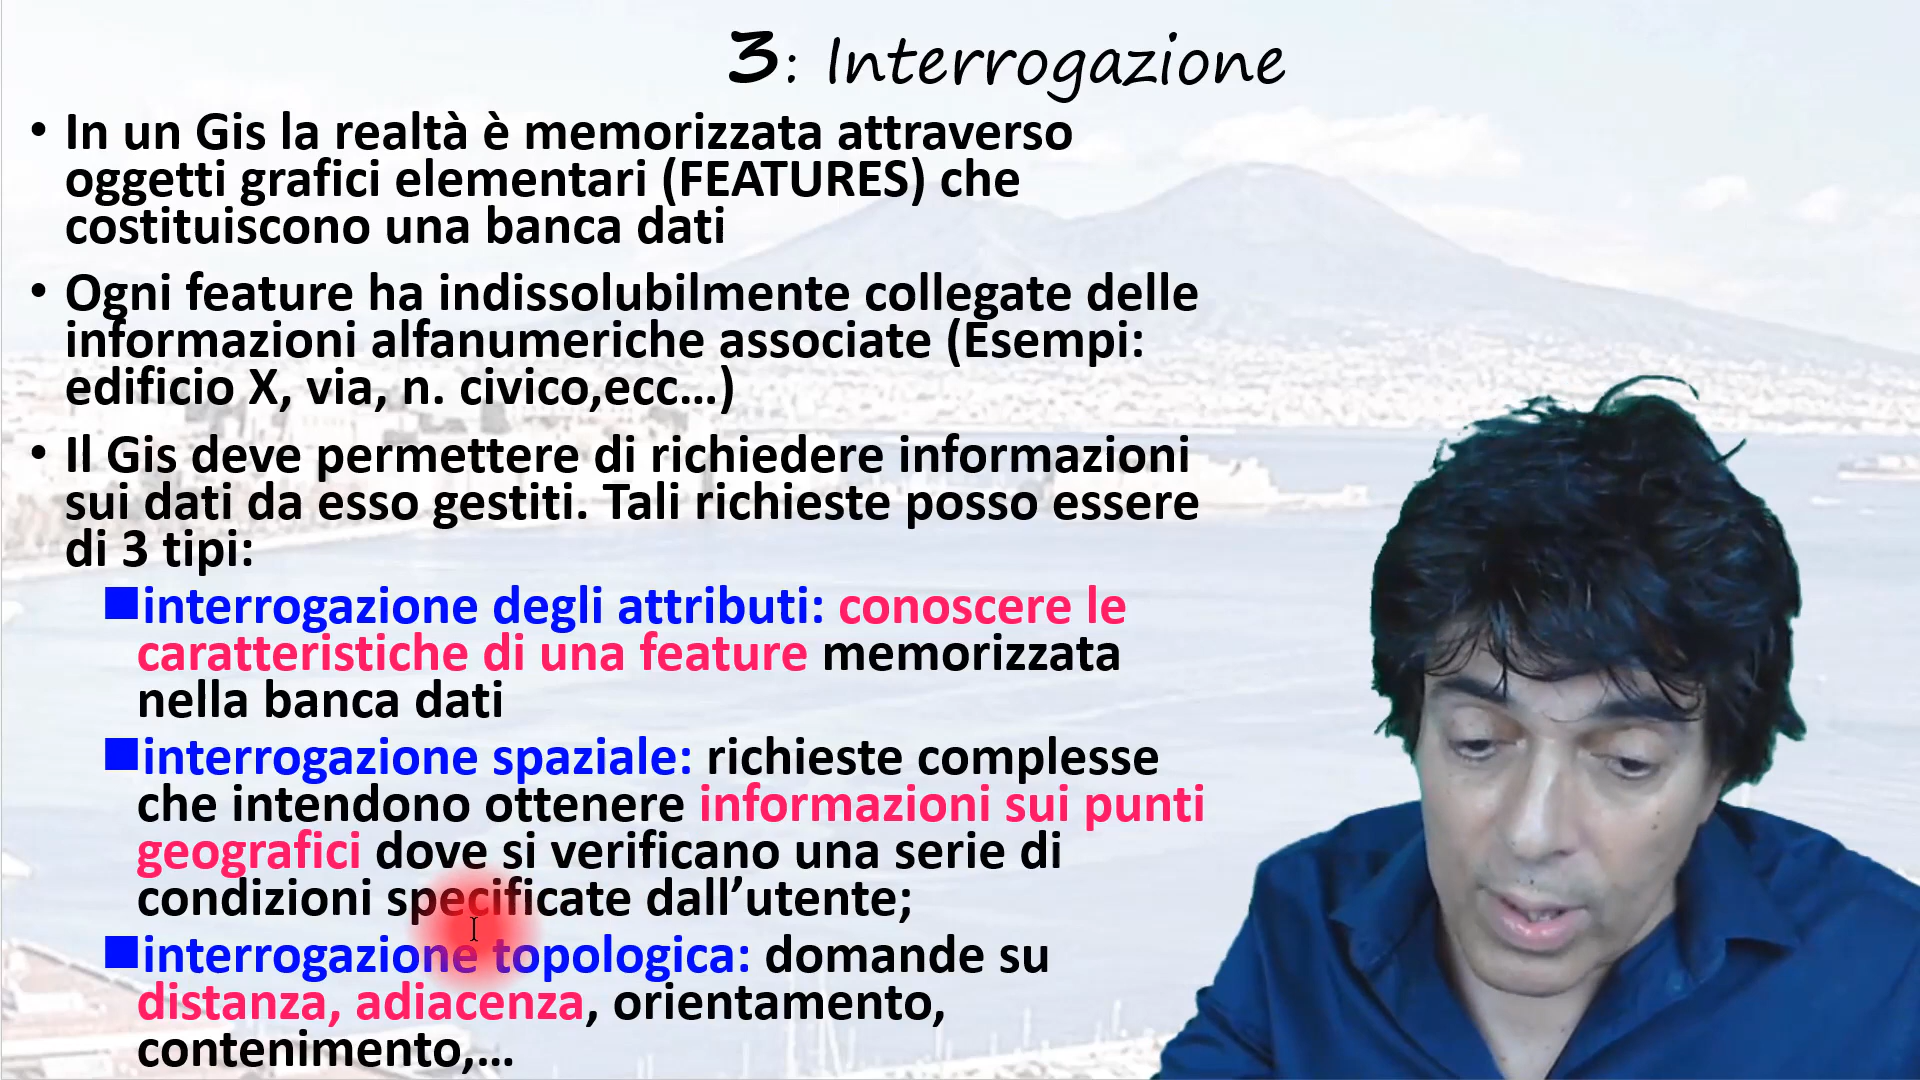 3: Interrogazione
• In un Gis la realtà è memorizzata attraverso
oggetti grafici elementari (FEATURES) che
costituiscono una banca dati
• Ogni feature ha indissolubilmente collegate delle
informazioni alfanumeriche associate (Esempi:
edificio X, via, n. civico,ecc…)
• Il Gis deve permettere di richiedere informazioni
sui dati da esso gestiti. Tali richieste posso essere
di 3 tipi:
■interrogazione degli attributi: conoscere le
caratteristiche di una feature memorizzata
nella banca dati
■interrogazione spaziale: richieste complesse
che intendono ottenere informazioni sui punti
geografici dove si verificano una serie di
condizioni specificate dall’utente;
■interrogazione topologica: domande su
distanza, adiacenza, orientamento,
contenimento,…